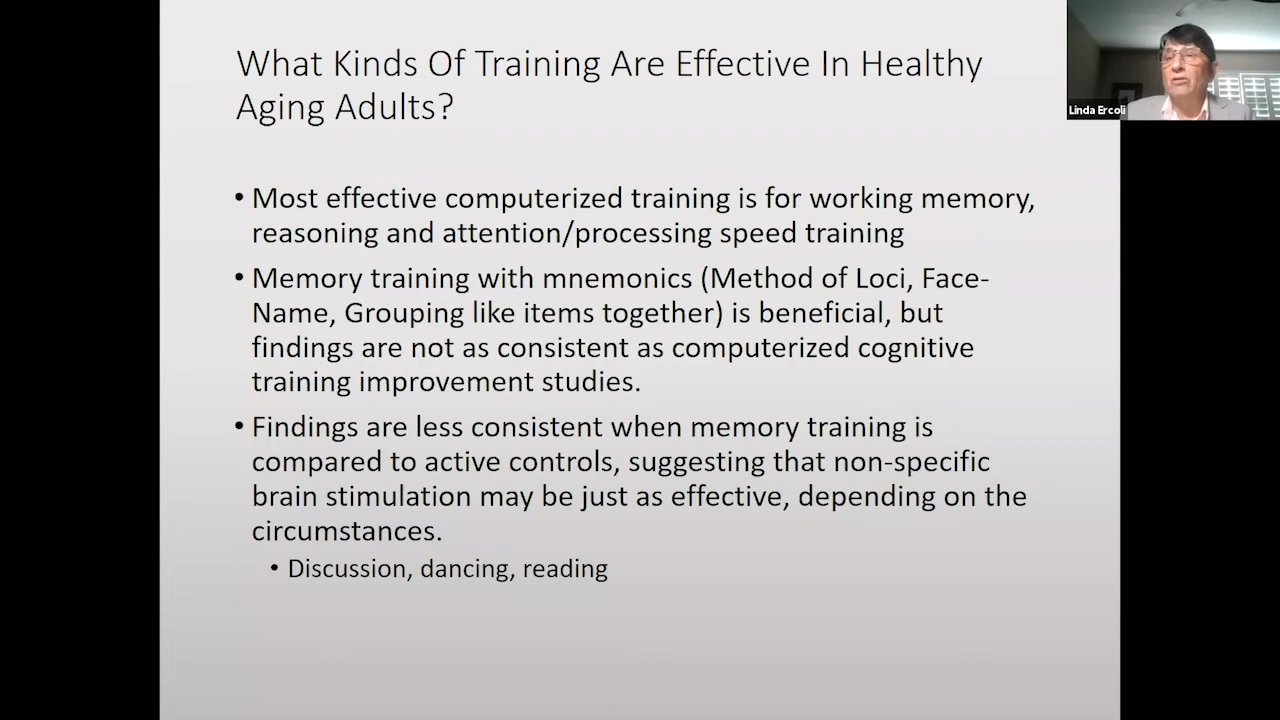 What Kinds Of Training Are Effective In Healthy
Aging Adults?
Linda Ercoli
• Most effective computerized training is for working memory,
reasoning and attention/processing speed training
• Memory training with mnemonics (Method of Loci, Face-
Name, Grouping like items together) is beneficial, but
findings are not as consistent as computerized cognitive
training improvement studies.
• Findings are less consistent when memory training is
compared to active controls, suggesting that non-specific
brain stimulation may be just as effective, depending on the
circumstances.
• Discussion, dancing, reading